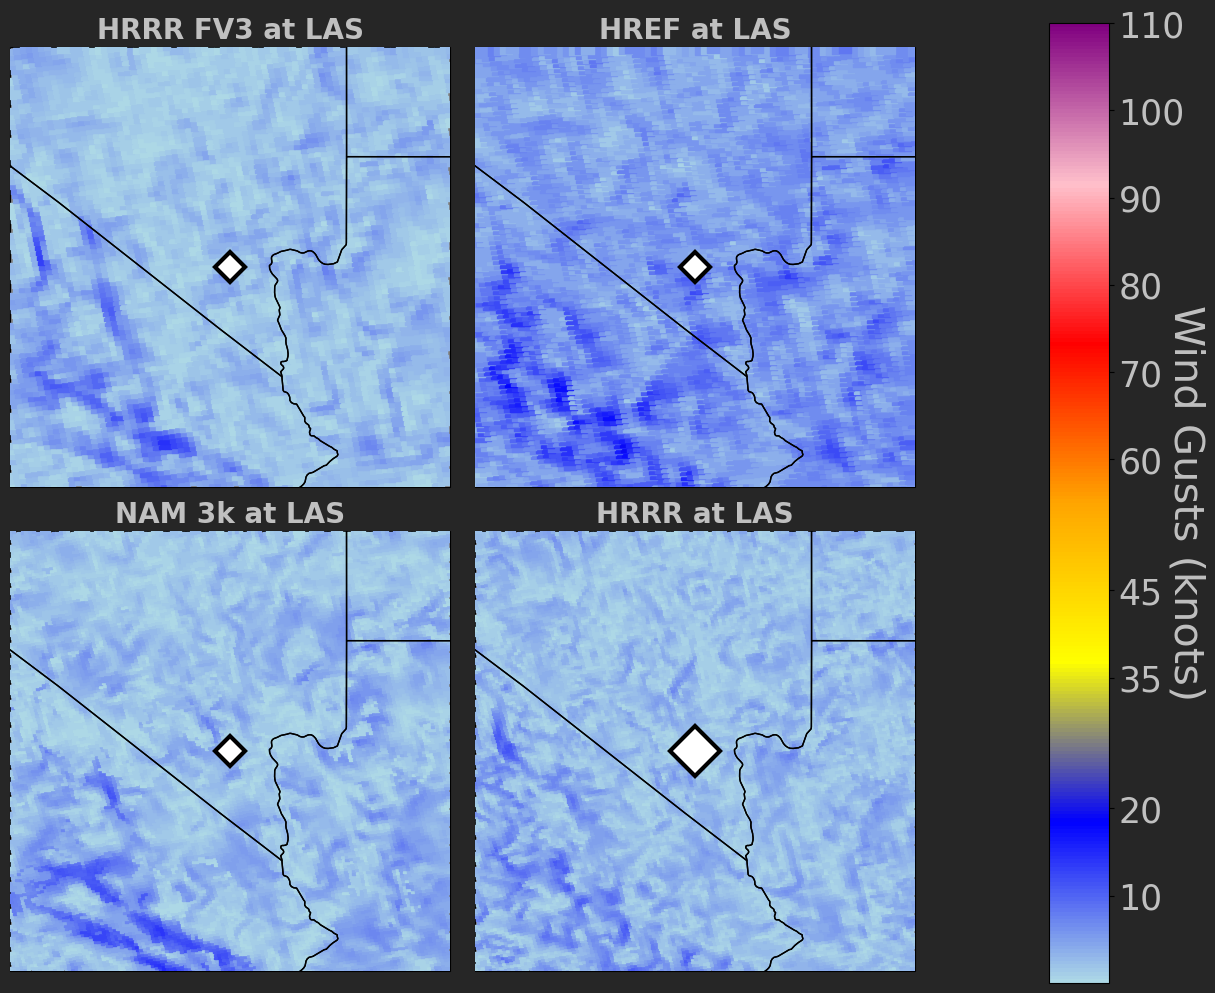 HRRR FV3 at LAS
HREF at LAS
NAM 3k at LAS
HRRR at LAS
110
100
90
80
70
60
45
35
20
10
Wind Gusts (knots)